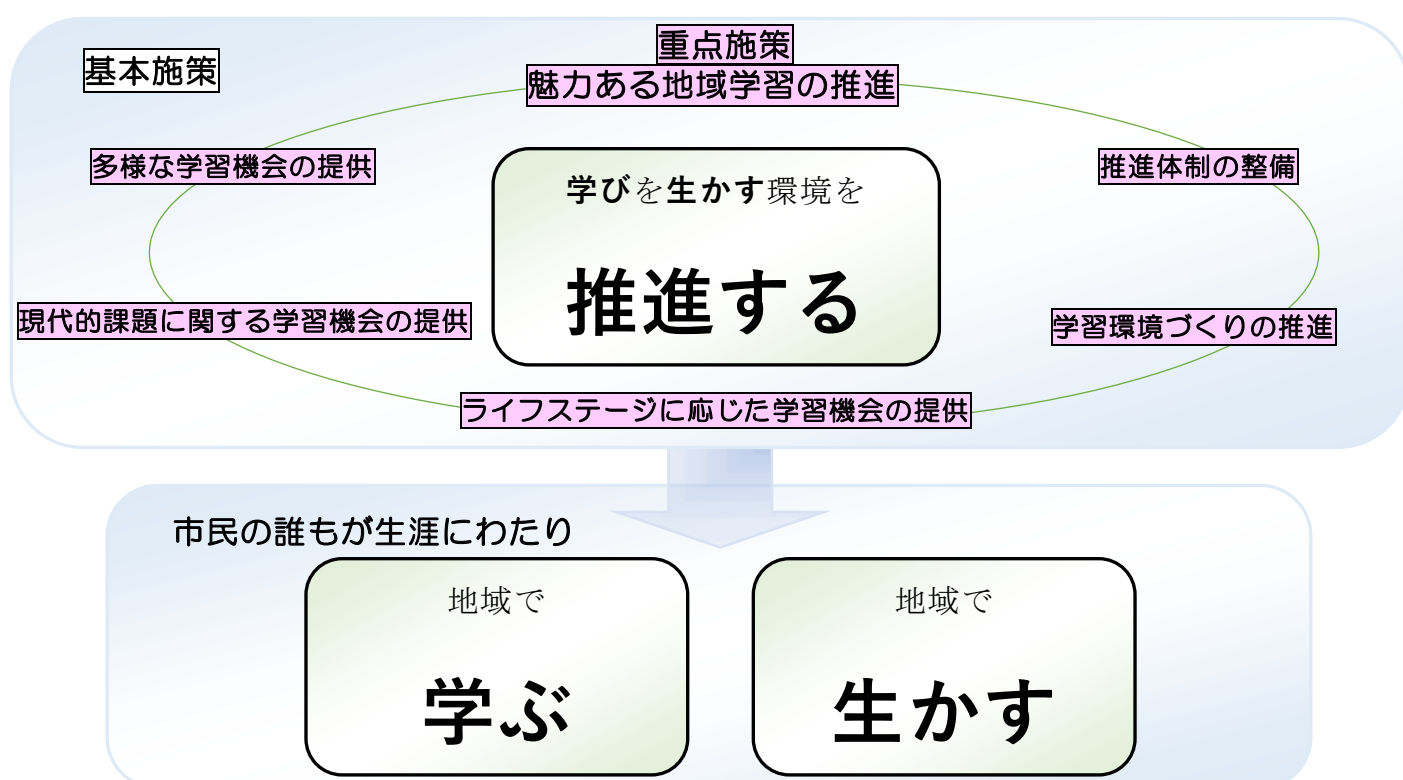 基本施策
重点施策
魅力ある地域学習の推進
多様な学習機会の提供
推進体制の整備
学びを生かす環境を
推進する
現代的課題に関する学習機会の提供
学習環境づくりの推進
ライフステージに応じた学習機会の提供
市民の誰もが生涯にわたり
地域で
学ぶ
地域で
生かす